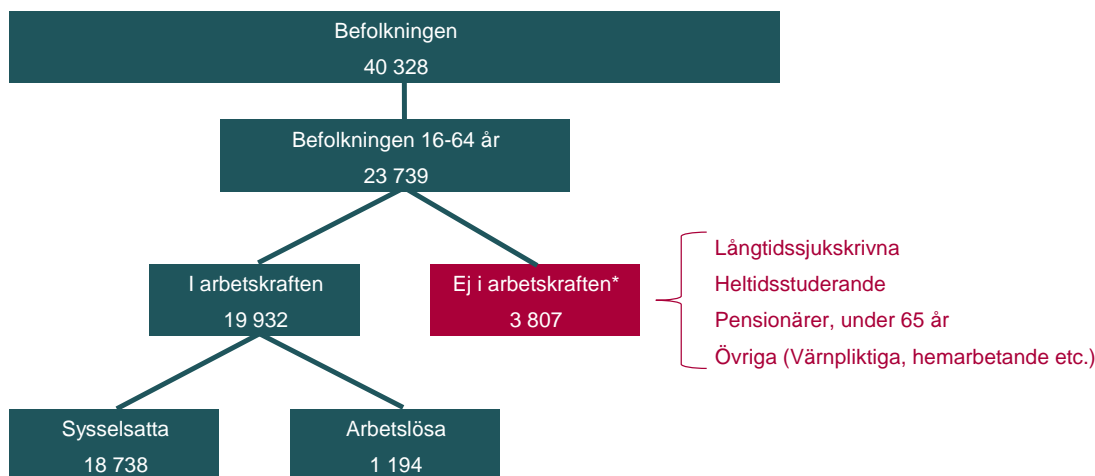 Befolkningen
40 328
Befolkningen 16-64 år
23 739
I arbetskraften
19 932
Ej i arbetskraften*
3 807
Långtidssjukskrivna
Heltidsstuderande
Pensionärer, under 65 år
Övriga (Värnpliktiga, hemarbetande etc.)
Sysselsatta
18 738
Arbetslösa
1 194